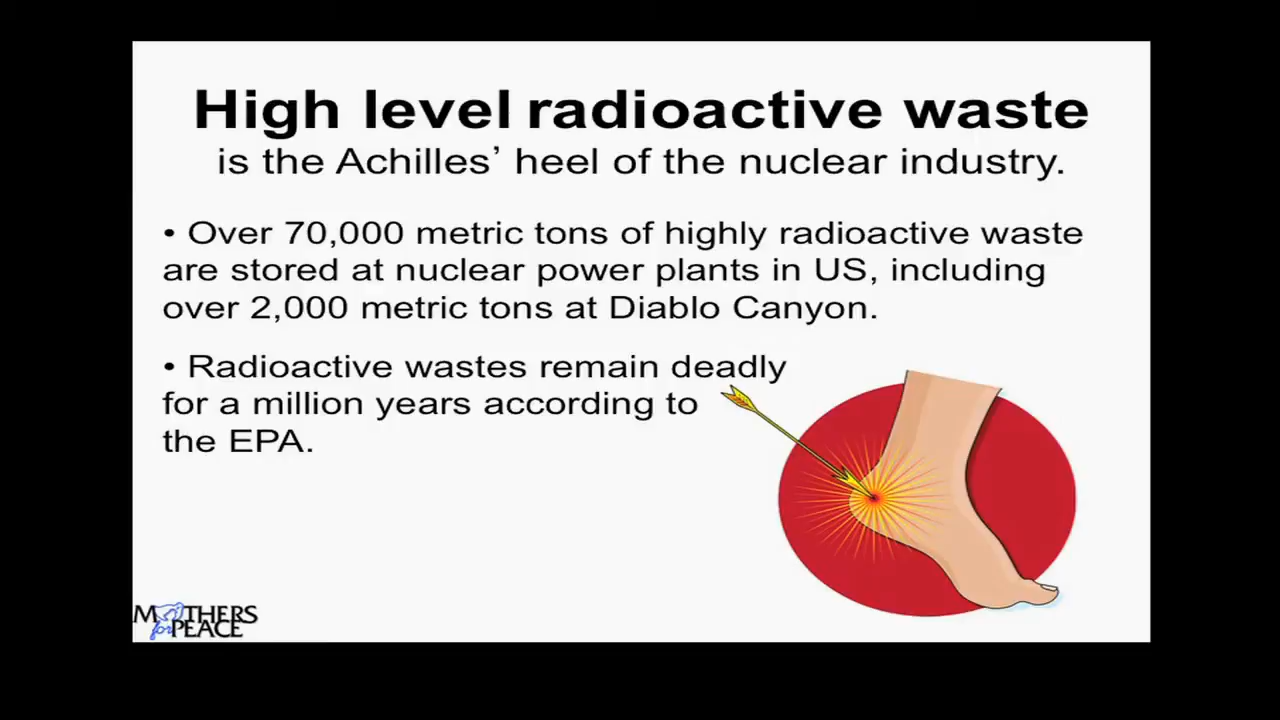 High level radioactive waste
is the Achilles’ heel of the nuclear industry.
• Over 70,000 metric tons of highly radioactive waste
are stored at nuclear power plants in US, including
over 2,000 metric tons at Diablo Canyon.
• Radioactive wastes remain deadly
for a million years according to
the EPA.
MOTHERS
for PEACE